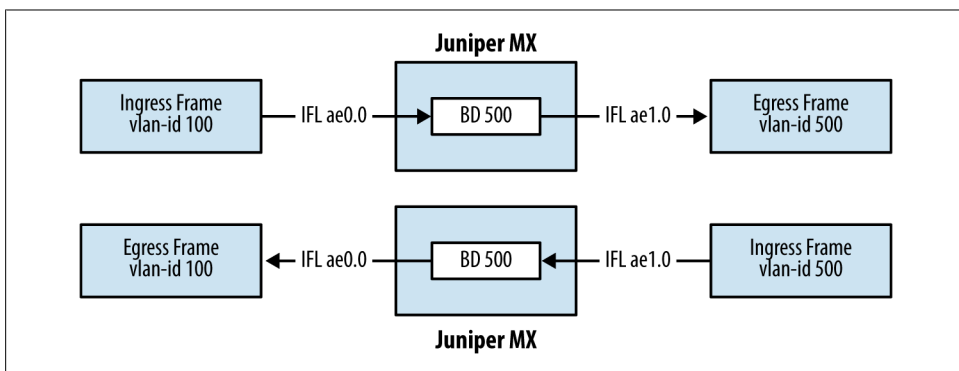 Juniper MX
Ingress Frame
vlan-id 100
IFL ae0.0
BD 500
IFL ae1.0
Egress Frame
vlan-id 500
Egress Frame
vlan-id 100
IFL ae0.0
BD 500
IFL ae1.0
Ingress Frame
vlan-id 500
Juniper MX